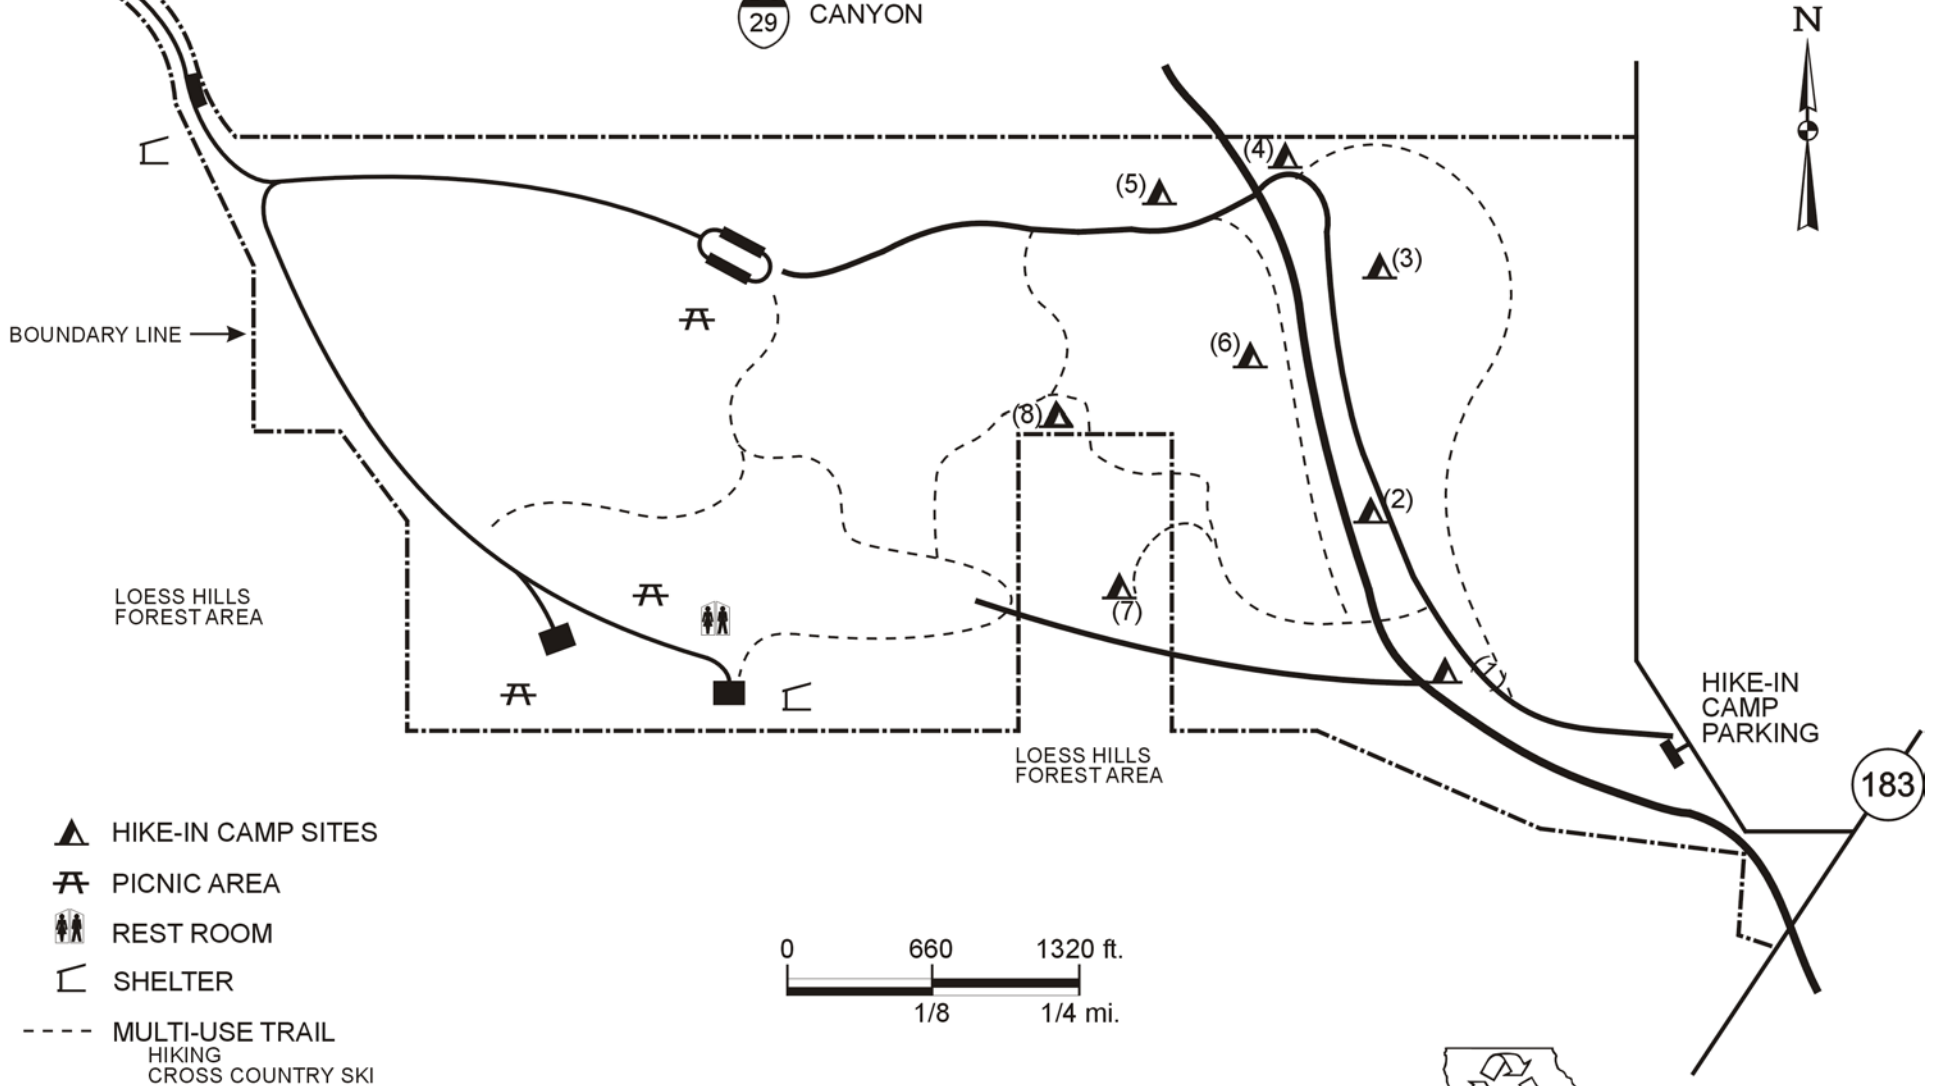 29
CANYON
N
(4)
(5)
(3)
(6)
BOUNDARY LINE
(8)
(2)
LOESS HILLS
FOREST AREA
(7)
(1)
HIKE-IN
CAMP
PARKING
LOESS HILLS
FOREST AREA
183
HIKE-IN CAMP SITES
PICNIC AREA
REST ROOM
SHELTER
MULTI-USE TRAIL
HIKING
CROSS COUNTRY SKI
0 660 1320 ft.
1/8 1/4 mi.